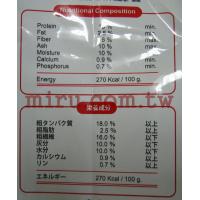 Nutritional Composition
Protein % min.
Fat % min.
Fiber % max.
Ash 10 % max.
Moisture 10 % max.
Calcium 0.9 % min.
Phosphorus 0.7 % min.
Energy 270 Kcal / 100 g.
www.miru.com.tw
栄養成分
粗タンパク質 18.0 % 以上
粗脂肪 2.5 % 以上
粗繊維 16.0 % 以下
灰分 10.0 % 以下
水分 10.0 % 以下
カルシウム 0.9 % 以上
リン 0.7 % 以上
エネルギー 270 Kcal / 100 g.